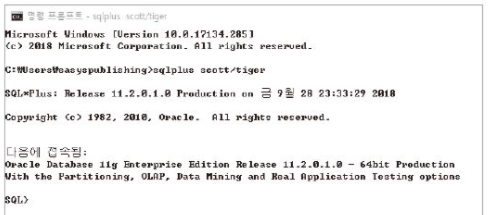 명령 프롬프트 - sqlplus scott/tiger
Microsoft Windows [Version 10.0.17134.285]
(c) 2018 Microsoft Corporation. All rights reserved.
C:₩Users₩easyspublishing>sqlplus scott/tiger
SQL*Plus: Release 11.2.0.1.0 Production on 금 9월 28 23:33:29 2018
Copyright (c) 1982, 2010, Oracle. All rights reserved.
다음에 접속됨:
Oracle Database 11g Enterprise Edition Release 11.2.0.1.0 - 64bit Production
With the Partitioning, OLAP, Data Mining and Real Application Testing options
SQL>